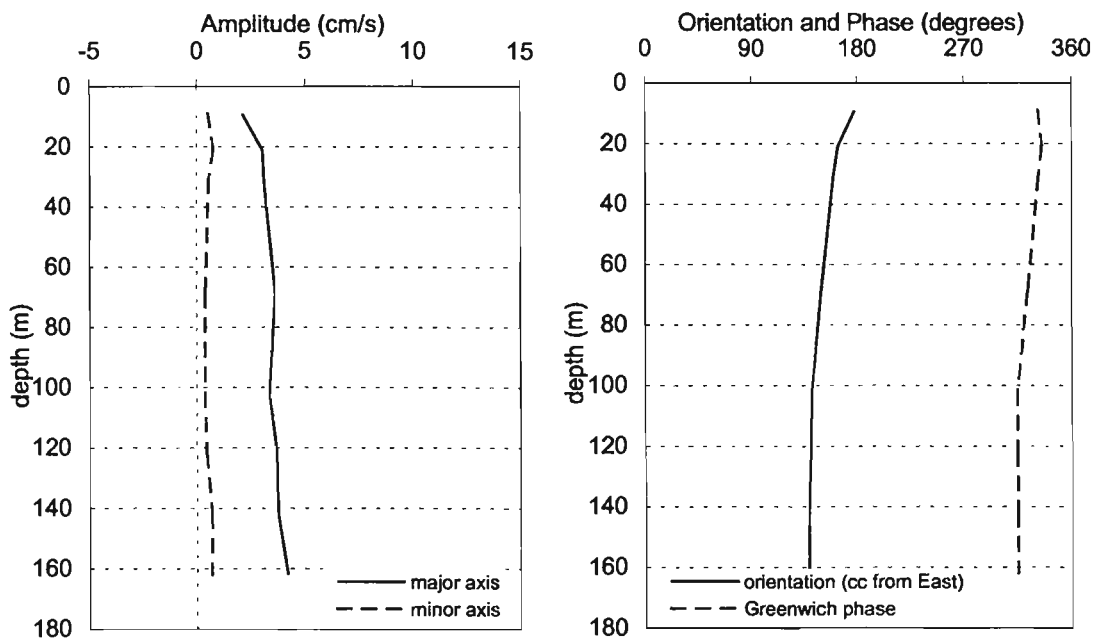 Amplitude (cm/s)
-5 0 5 10 15
0
20
40
60
80
100
120
140
160
180
depth (m)
major axis
minor axis
Orientation and Phase (degrees)
0 90 180 270 360
0
20
40
60
80
100
120
140
160
180
depth (m)
orientation (cc from East)
Greenwich phase